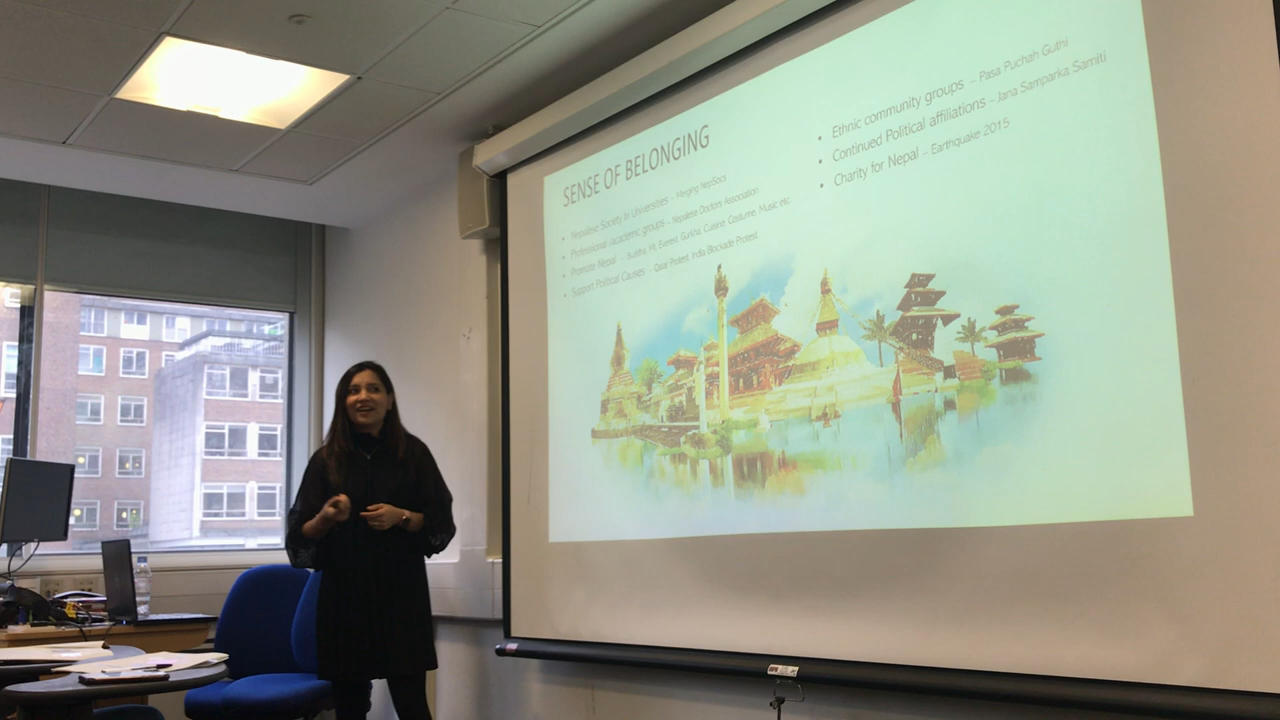 SENSE OF BELONGING
• Nepalese Society in Universities – Merging NepSocs
• Professional /academic groups – Nepalese Doctors Association
• Promote Nepal – Buddha, Mt. Everest, Gurkha, Cuisine, Costume, Music etc.
• Support Political Causes – Qatar Protest, India Blockade Protest
• Ethnic community groups – Pasa Puchah Guthi
• Continued Political affiliations – Jana Samparka Samiti
• Charity for Nepal – Earthquake 2015